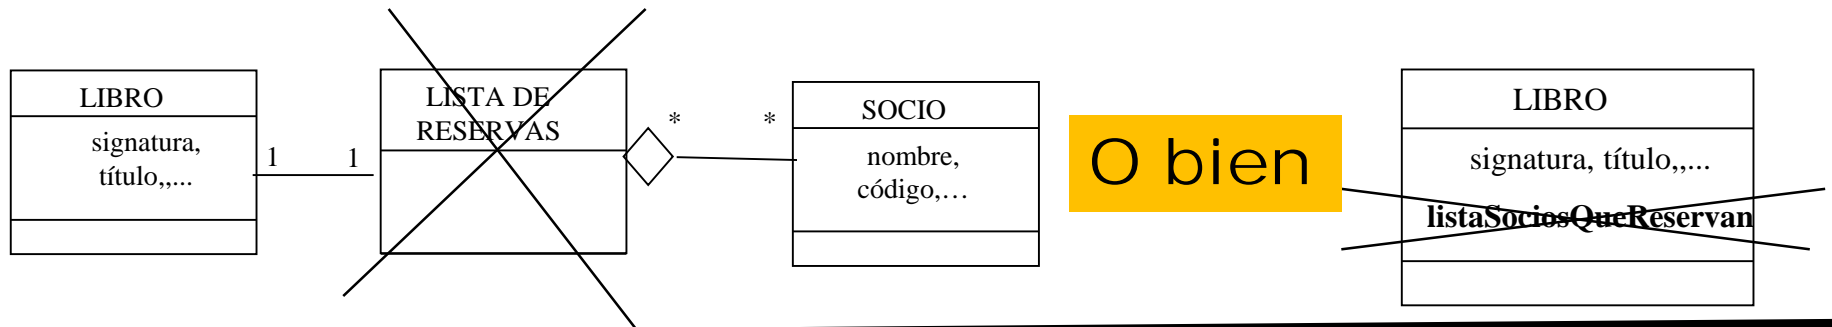 LIBRO
signatura,
título,,...
1
1
LISTA DE
RESERVAS
*
*
SOCIO
nombre,
código,…
O bien
LIBRO
signatura, título,,...
listaSociosQueReservan